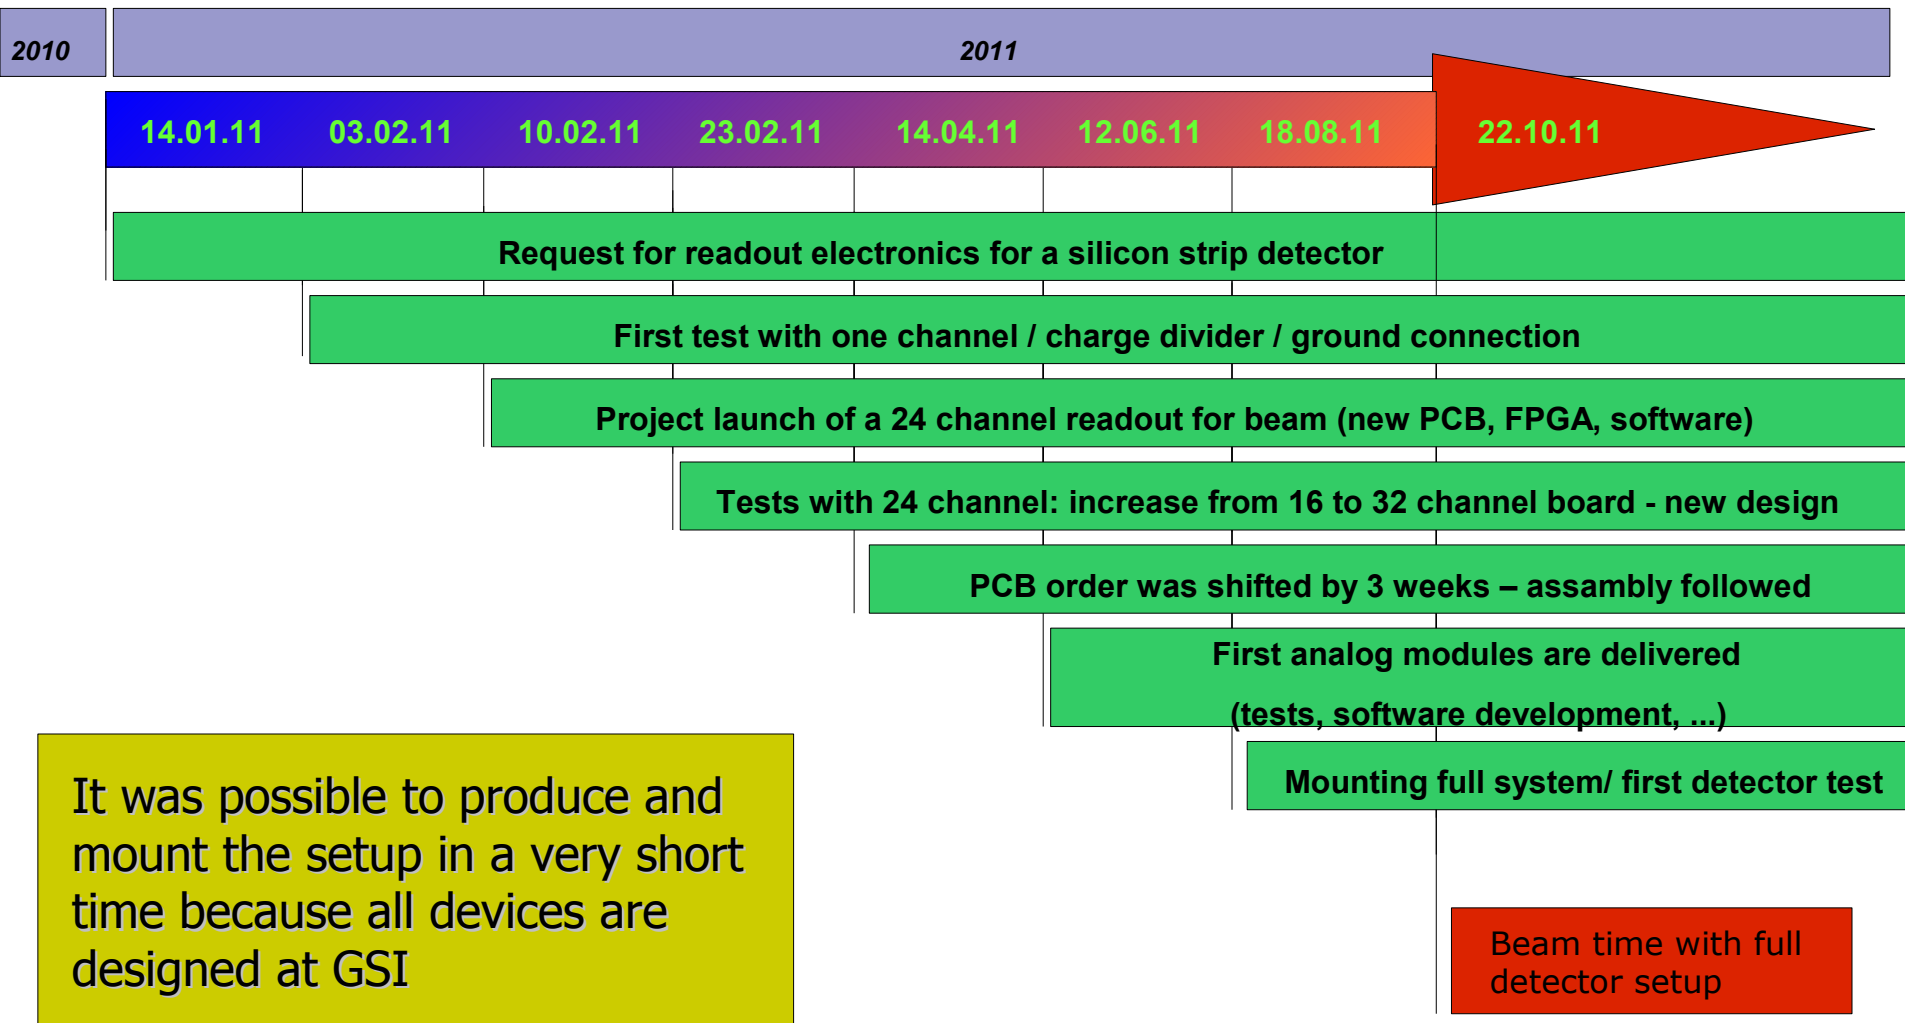 2010
2011
14.01.11 03.02.11 10.02.11 23.02.11 14.04.11 12.06.11 18.08.11 22.10.11
Request for readout electronics for a silicon strip detector
First test with one channel / charge divider / ground connection
Project launch of a 24 channel readout for beam (new PCB, FPGA, software)
Tests with 24 channel: increase from 16 to 32 channel board - new design
PCB order was shifted by 3 weeks – assambly followed
First analog modules are delivered
(tests, software development, ...)
Mounting full system/ first detector test
It was possible to produce and
mount the setup in a very short
time because all devices are
designed at GSI
Beam time with full
detector setup